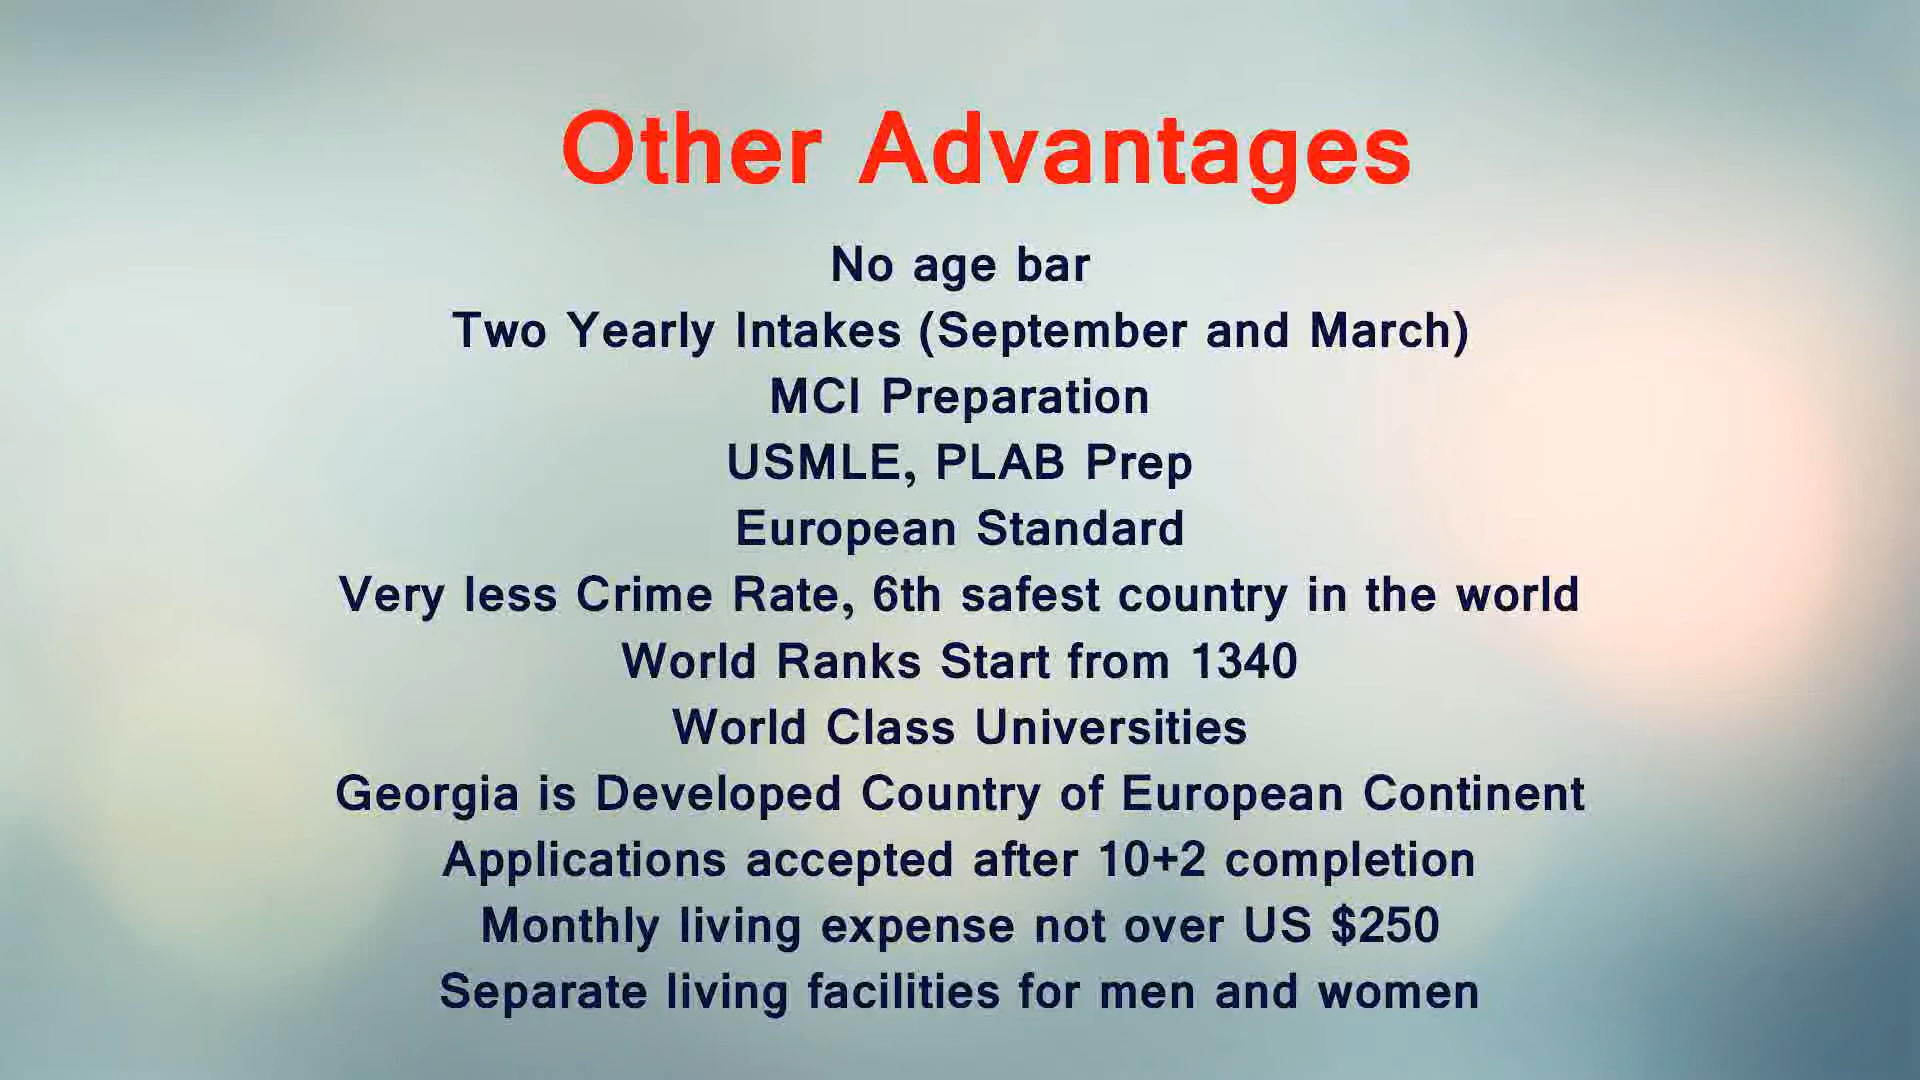 Other Advantages
No age bar
Two Yearly Intakes (September and March)
MCI Preparation
USMLE, PLAB Prep
European Standard
Very less Crime Rate, 6th safest country in the world
World Ranks Start from 1340
World Class Universities
Georgia is Developed Country of European Continent
Applications accepted after 10+2 completion
Monthly living expense not over US $250
Separate living facilities for men and women